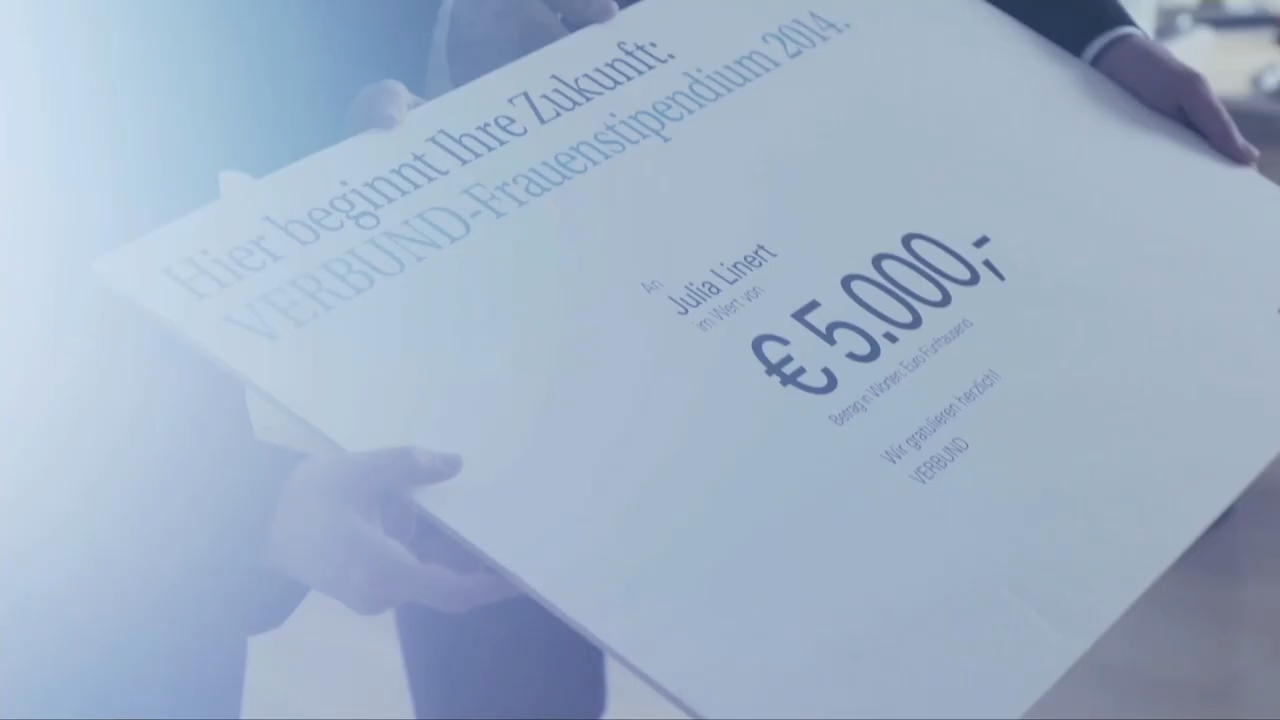 Hier beginnt Ihre Zukunft:
VERBUND-Frauenstipendium 2014.
An
Julia Linert
im Wert von
€ 5.000,-
Betrag in Worten: Euro Fünftausend
Wir gratulieren herzlich!
VERBUND